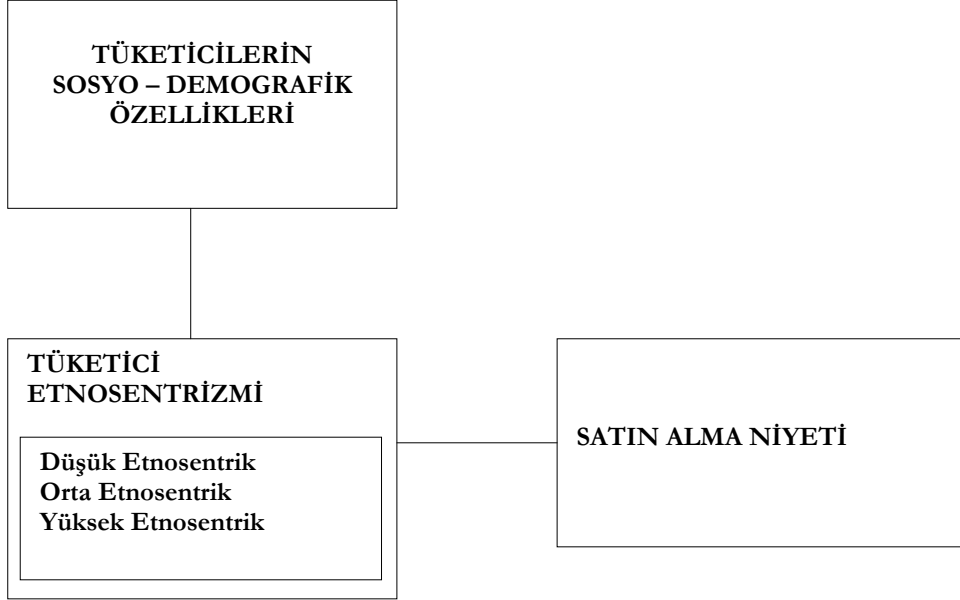 TÜKETİCİLERİN
SOSYO – DEMOGRAFİK
ÖZELLİKLERİ
TÜKETİCİ
ETNOSENTRİZMİ
Düşük Etnosentrik
Orta Etnosentrik
Yüksek Etnosentrik
SATIN ALMA NİYETİ